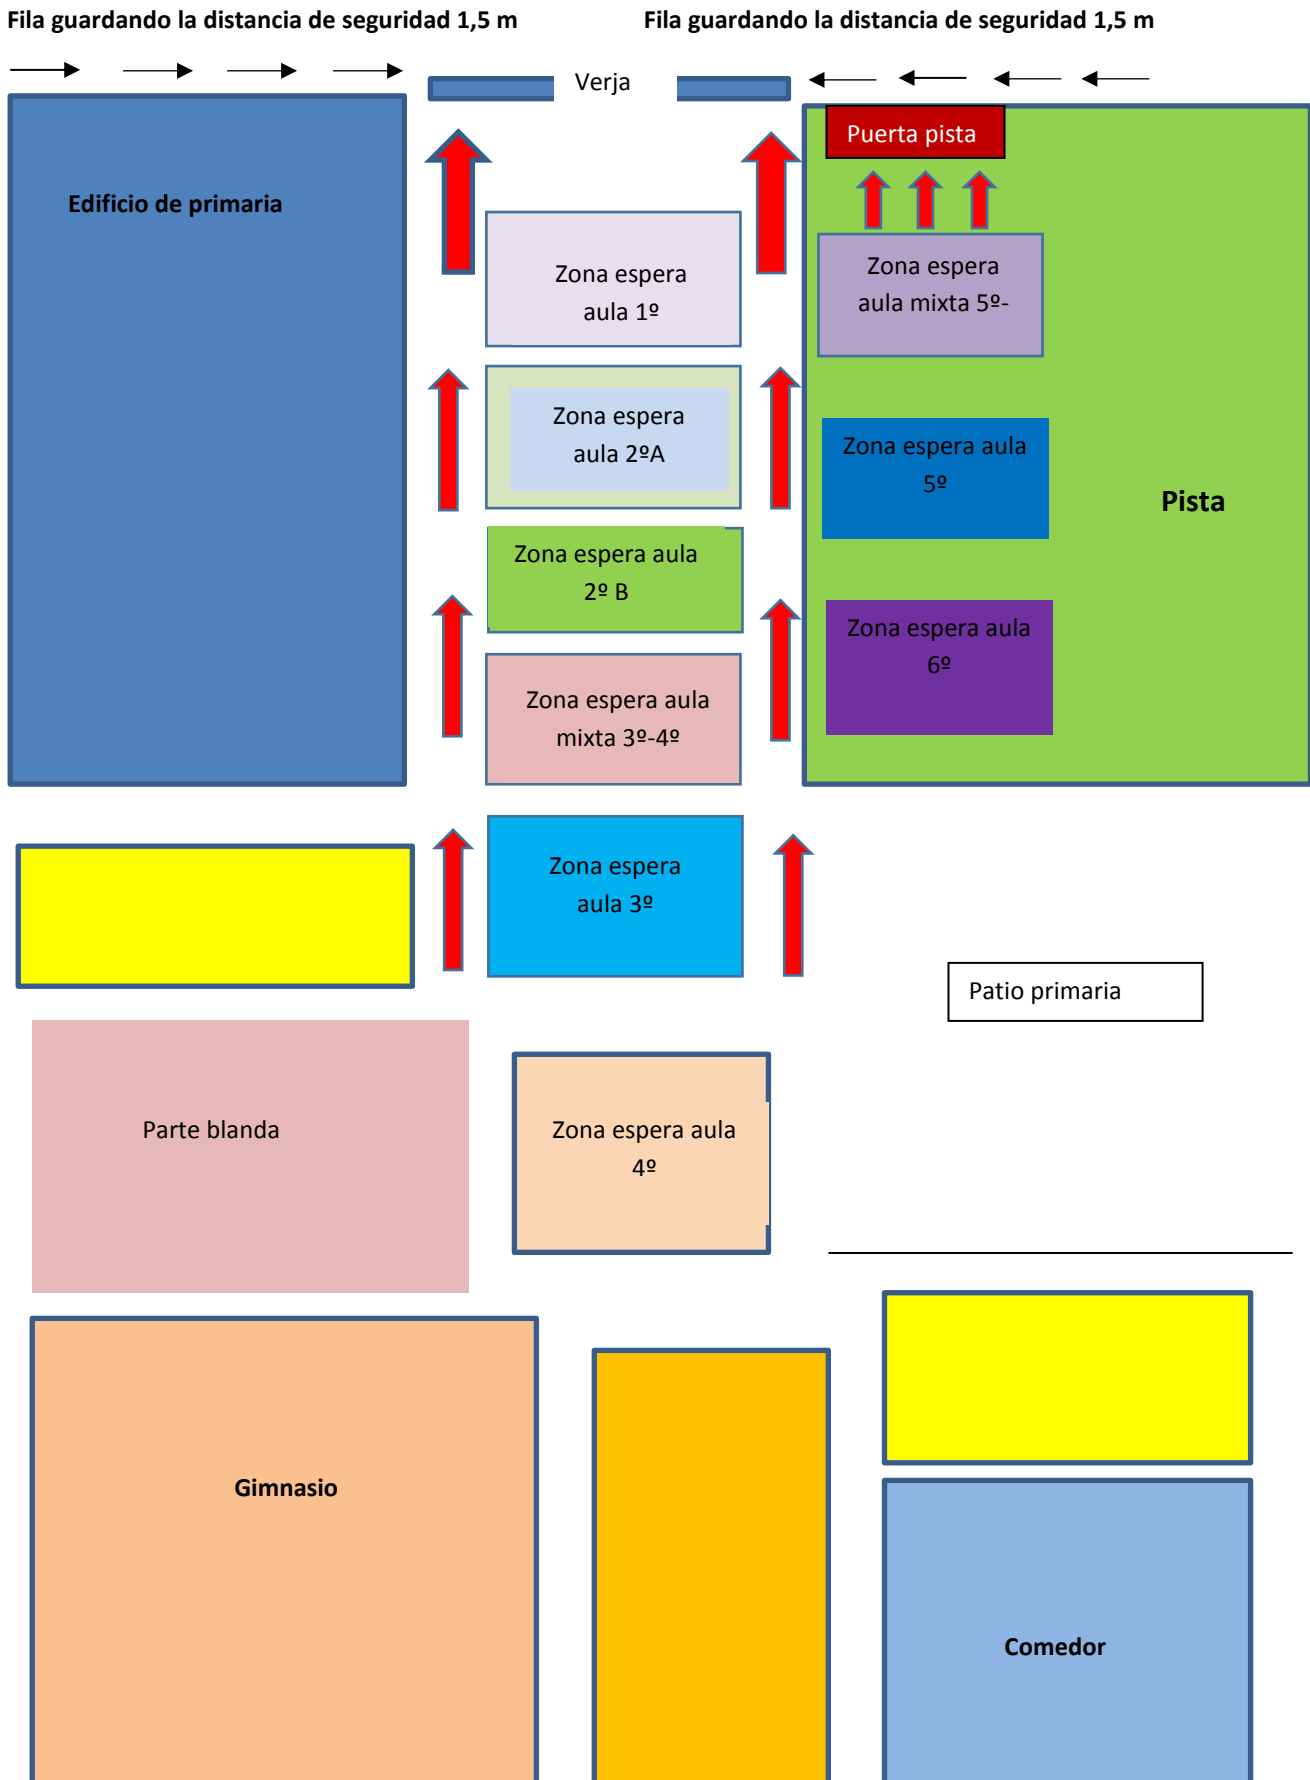 Fila guardando la distancia de seguridad 1,5 m
Fila guardando la distancia de seguridad 1,5 m
Verja
Puerta pista
Edificio de primaria
Zona espera
aula 1º
Zona espera
aula mixta 5º-
Zona espera
aula 2ºA
Zona espera aula
5º
Pista
Zona espera aula
2º B
Zona espera aula
6º
Zona espera aula
mixta 3º-4º
Zona espera
aula 3º
Patio primaria
Parte blanda
Zona espera aula
4º
Gimnasio
Comedor